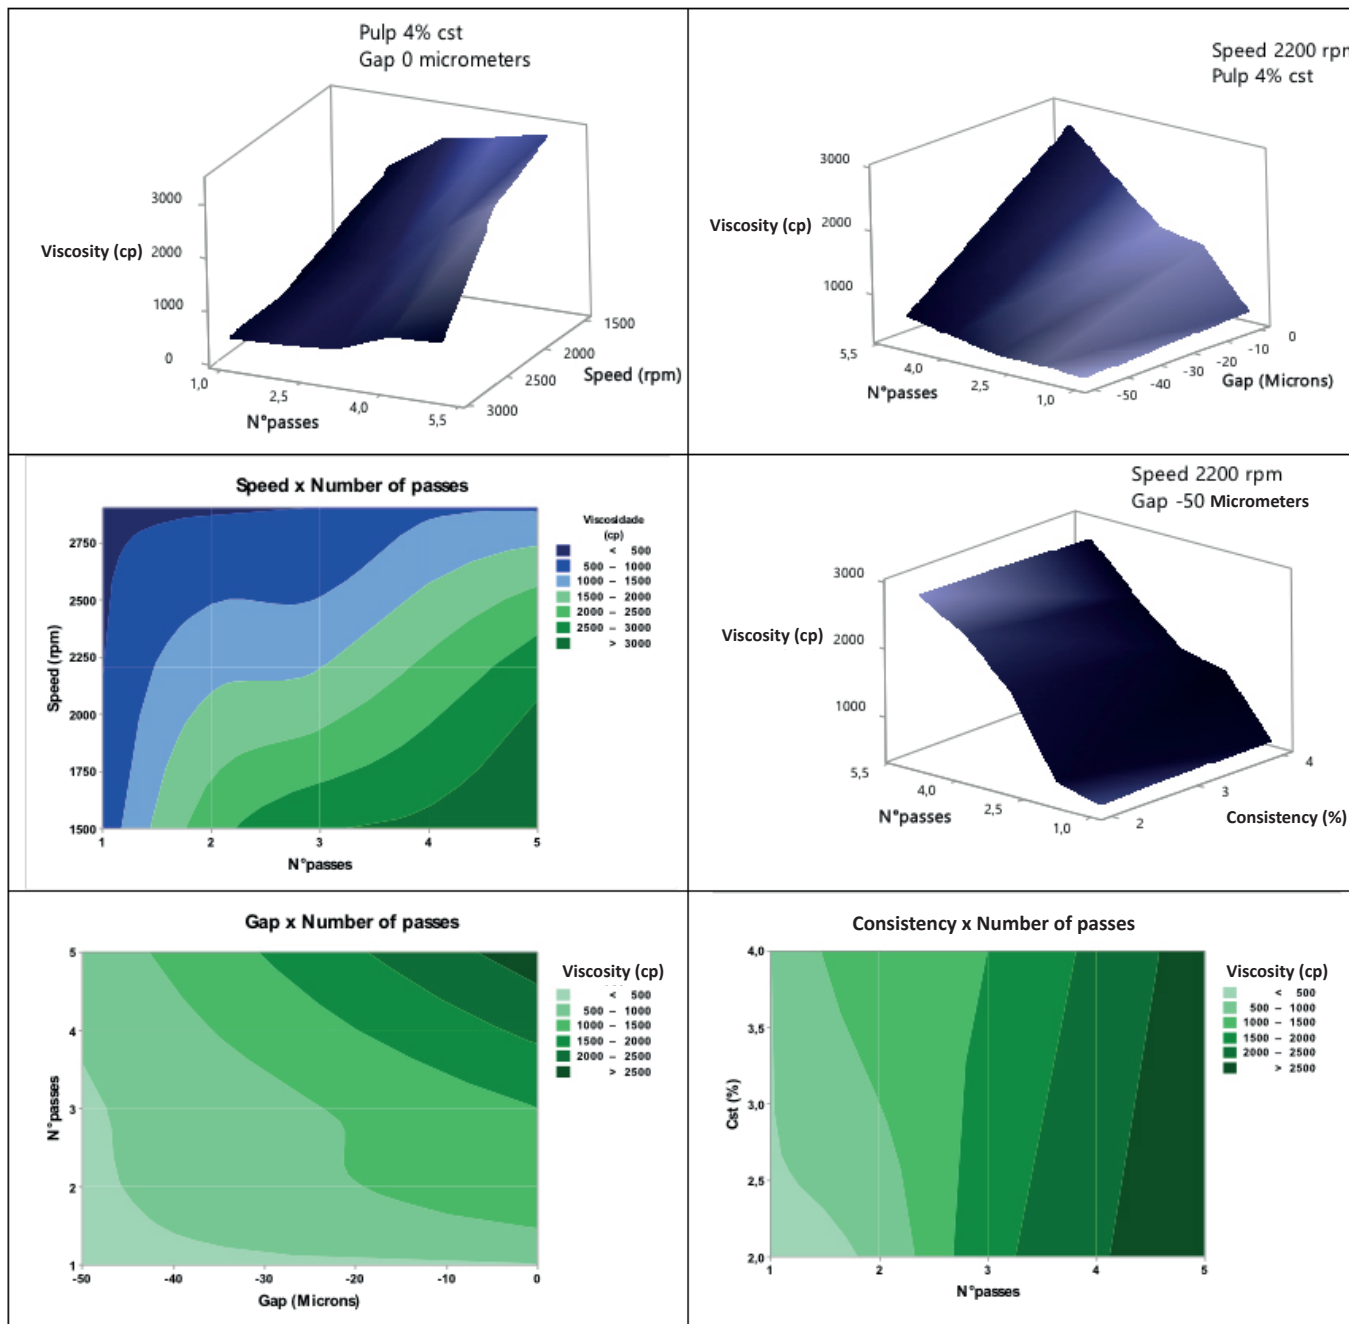 Pulp 4% cst
Gap 0 micrometers
3000
2000
1000
0
Viscosity (cp)
1,0
2,5
4,0
5,5
N°passes
1500
2000
2500
3000
Speed (rpm)
Speed 2200 rpm
Pulp 4% cst
3000
2000
1000
Viscosity (cp)
5,5
4,0
2,5
1,0
N°passes
0
-10
-20
-30
-40
-50
Gap (Microns)
Speed x Number of passes
2750
2500
2250
2000
1750
1500
Speed (rpm)
1
2
3
4
5
N°passes
Viscosidade
(cp)
< 500
500 – 1000
1000 – 1500
1500 – 2000
2000 – 2500
2500 – 3000
> 3000
Speed 2200 rpm
Gap -50 Micrometers
3000
2000
1000
Viscosity (cp)
5,5
4,0
2,5
1,0
N°passes
4
3
2
Consistency (%)
Gap x Number of passes
5
4
3
2
1
N°passes
-50
-40
-30
-20
-10
0
Gap (Microns)
Viscosity (cp)
< 500
500 – 1000
1000 – 1500
1500 – 2000
2000 – 2500
> 2500
Consistency x Number of passes
4,0
3,5
3,0
2,5
2,0
Cst (%)
1
2
3
4
5
N°passes
Viscosity (cp)
< 500
500 – 1000
1000 – 1500
1500 – 2000
2000 – 2500
> 2500